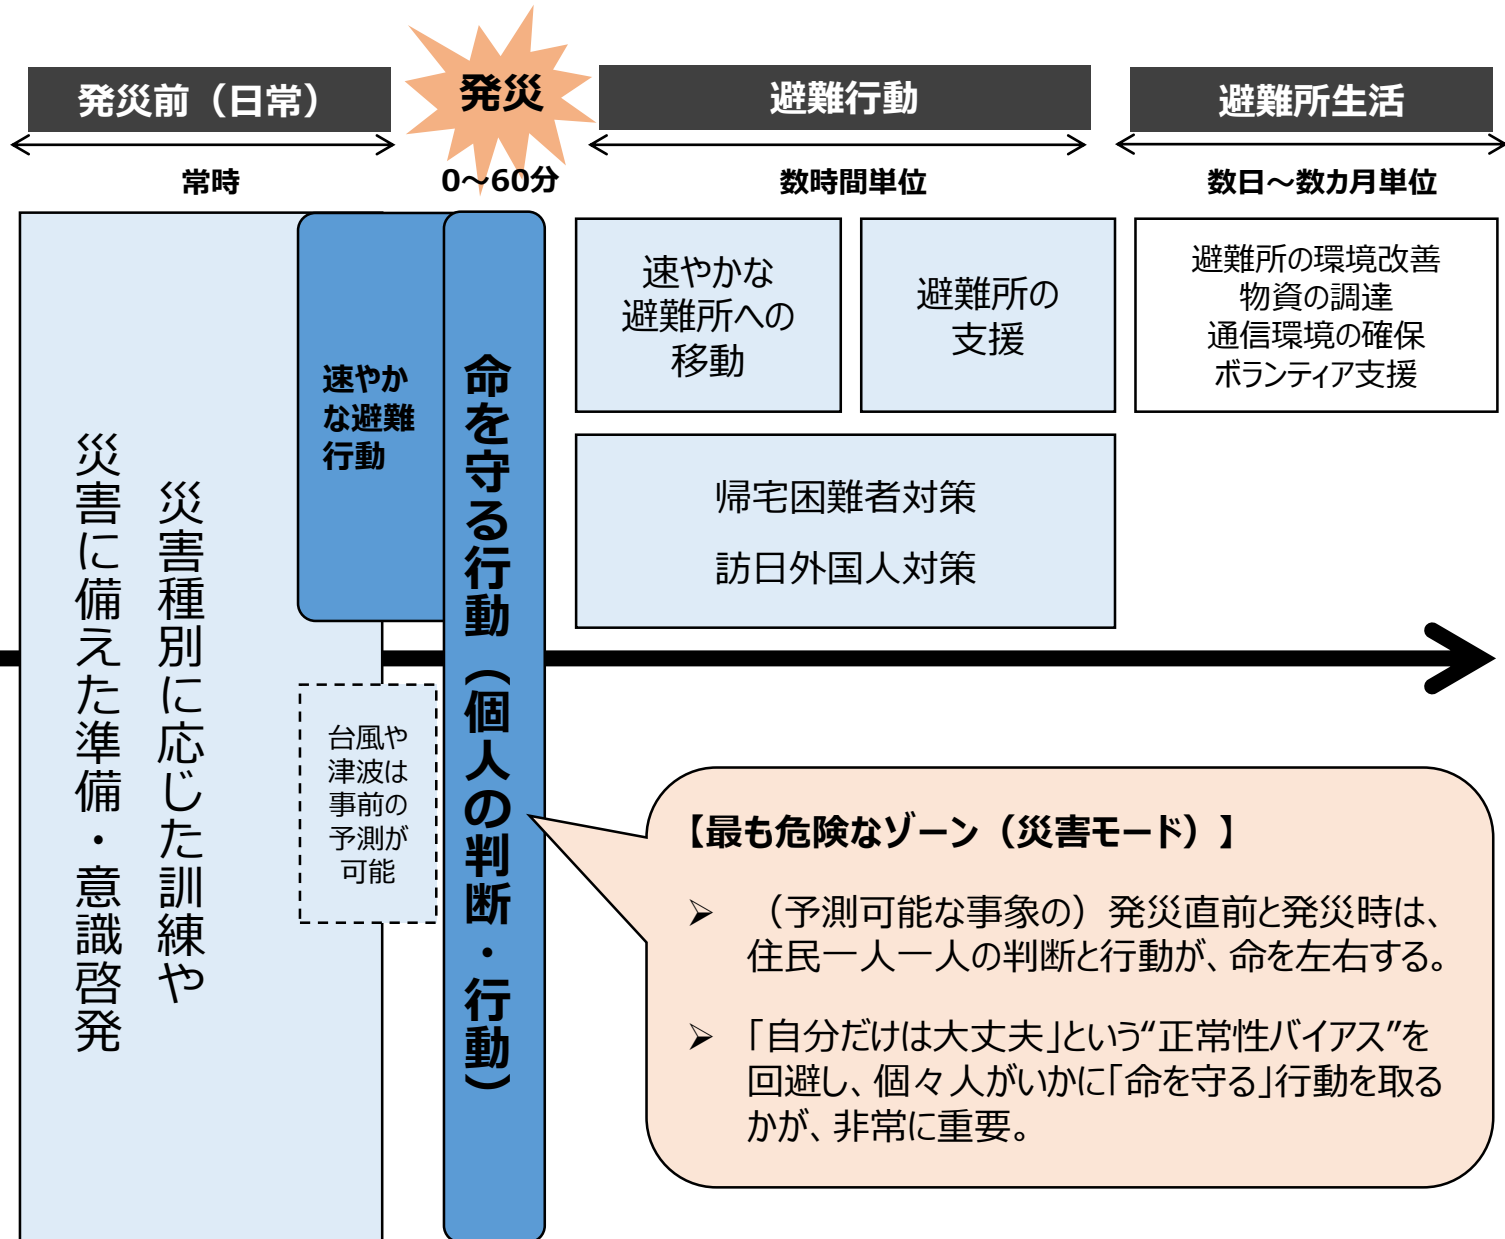 発災前（日常）
発災
避難行動
避難所生活
常時
0～60分
数時間単位
数日～数カ月単位
災害種別に応じた訓練や
災害に備えた準備・意識啓発
速やか
な避難
行動
命を守る行動（個人の判断・行動）
台風や
津波は
事前の
予測が
可能
速やかな
避難所への
移動
避難所の
支援
避難所の環境改善
物資の調達
通信環境の確保
ボランティア支援
帰宅困難者対策
訪日外国人対策
【最も危険なゾーン（災害モード）】
➢ （予測可能な事象の）発災直前と発災時は、
住民一人一人の判断と行動が、命を左右する。
➢ 「自分だけは大丈夫」という“正常性バイアス”を
回避し、個々人がいかに「命を守る」行動を取る
かが、非常に重要。